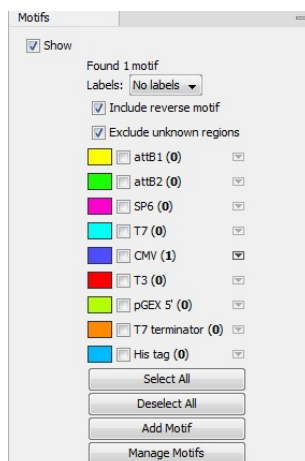 Motifs
Show
Found 1 motif
Labels: No labels
Include reverse motif
Exclude unknown regions
attB1 (0)
attB2 (0)
SP6 (0)
T7 (0)
CMV (1)
T3 (0)
pGEX 5' (0)
T7 terminator (0)
His tag (0)
Select All
Deselect All
Add Motif
Manage Motifs